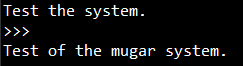 Test the system.
>>>
Test of the mugar system.